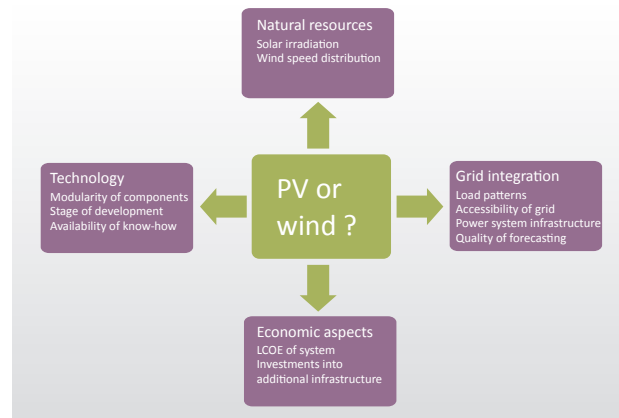 Natural resources
Solar irradiation
Wind speed distribution
Technology
Modularity of components
Stage of development
Availability of know-how
PV or
wind ?
Grid integration
Load patterns
Accessibility of grid
Power system infrastructure
Quality of forecasting
Economic aspects
LCOE of system
Investments into
additional infrastructure